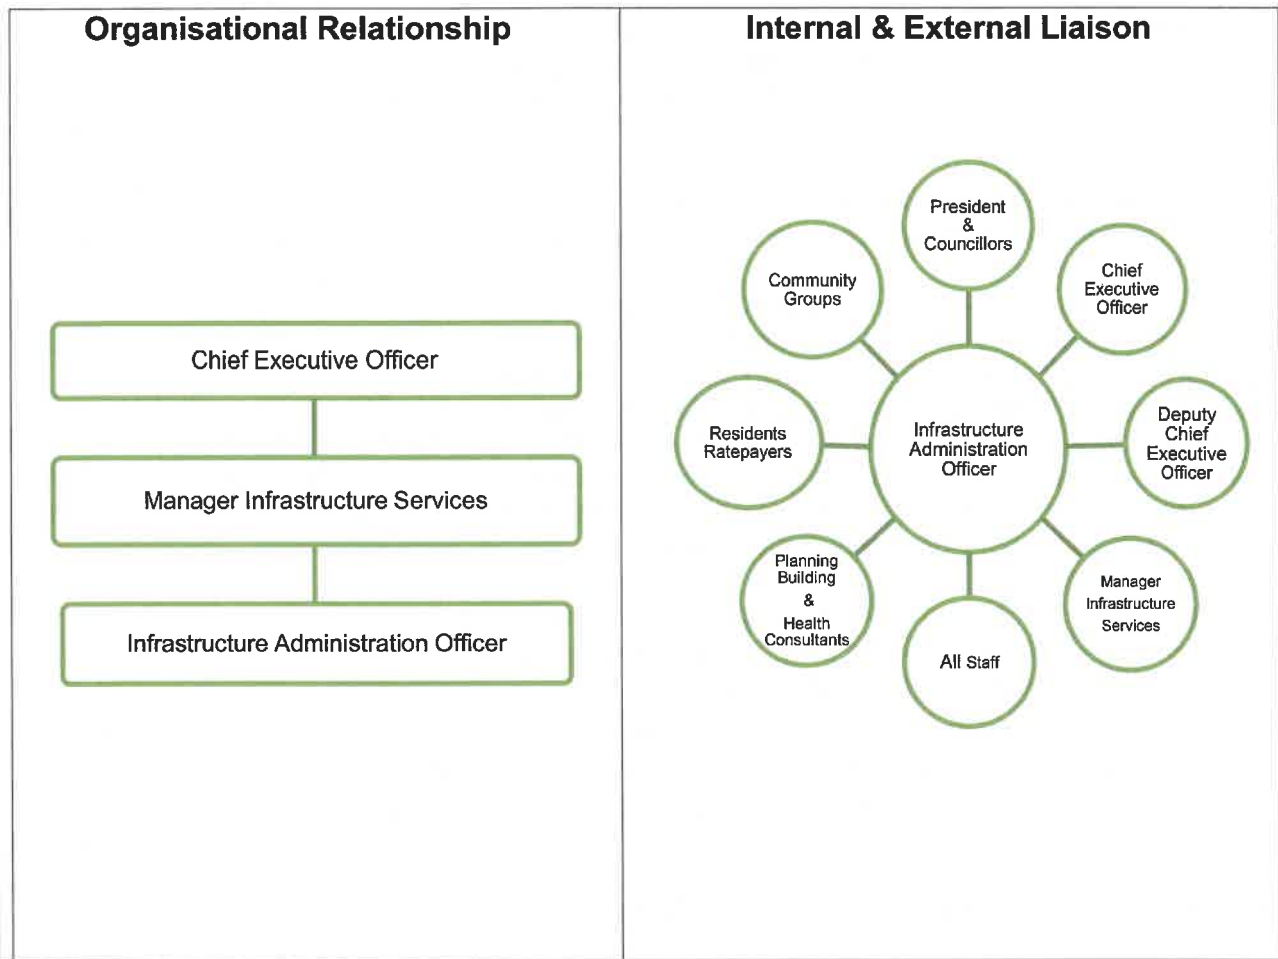 Organisational Relationship
Chief Executive Officer
Manager Infrastructure Services
Infrastructure Administration Officer
Internal & External Liaison
President
&
Councillors
Chief
Executive
Officer
Deputy
Chief
Executive
Officer
Manager
Infrastructure
Services
All Staff
Planning
Building
&
Health
Consultants
Residents
Ratepayers
Community
Groups
Infrastructure
Administration
Officer